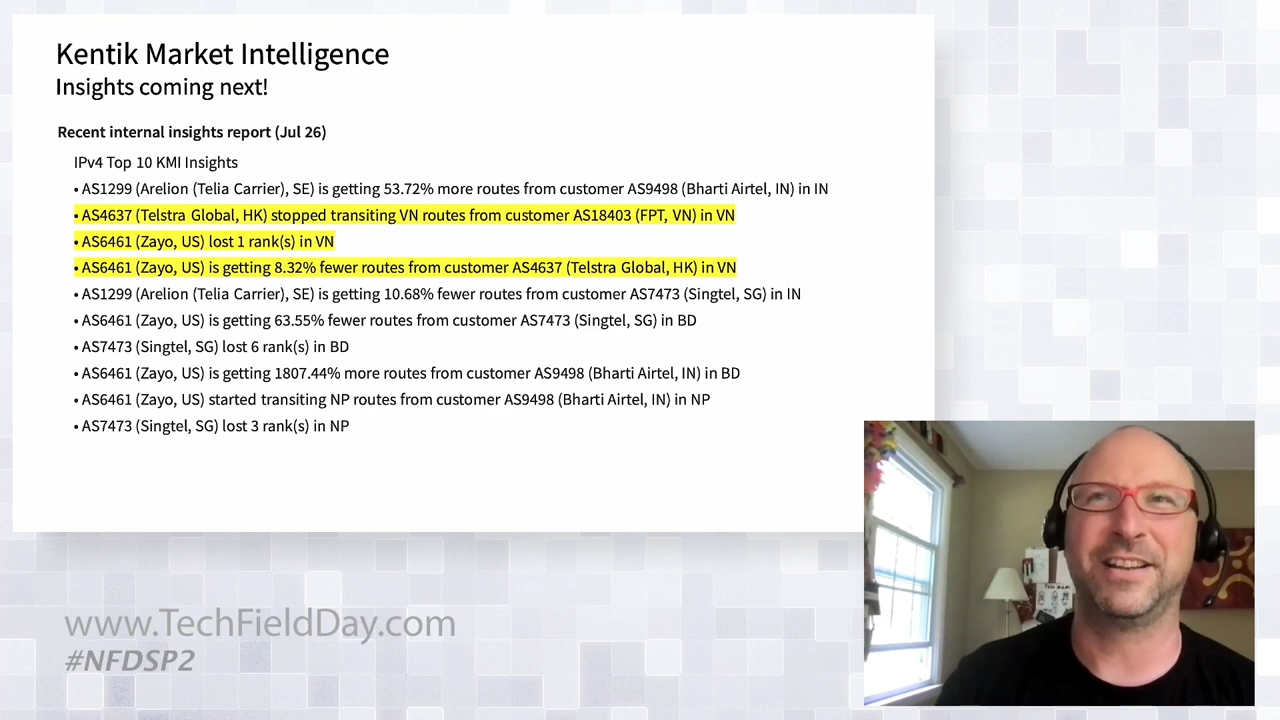 Kentik Market Intelligence
Insights coming next!
Recent internal insights report (Jul 26)
IPv4 Top 10 KMI Insights
• AS1299 (Arelion (Telia Carrier), SE) is getting 53.72% more routes from customer AS9498 (Bharti Airtel, IN) in IN
• AS4637 (Telstra Global, HK) stopped transiting VN routes from customer AS18403 (FPT, VN) in VN
• AS6461 (Zayo, US) lost 1 rank(s) in VN
• AS6461 (Zayo, US) is getting 8.32% fewer routes from customer AS4637 (Telstra Global, HK) in VN
• AS1299 (Arelion (Telia Carrier), SE) is getting 10.68% fewer routes from customer AS7473 (Singtel, SG) in IN
• AS6461 (Zayo, US) is getting 63.55% fewer routes from customer AS7473 (Singtel, SG) in BD
• AS7473 (Singtel, SG) lost 6 rank(s) in BD
• AS6461 (Zayo, US) is getting 1807.44% more routes from customer AS9498 (Bharti Airtel, IN) in BD
• AS6461 (Zayo, US) started transiting NP routes from customer AS9498 (Bharti Airtel, IN) in NP
• AS7473 (Singtel, SG) lost 3 rank(s) in NP
www.TechFieldDay.com
#NFDSP2